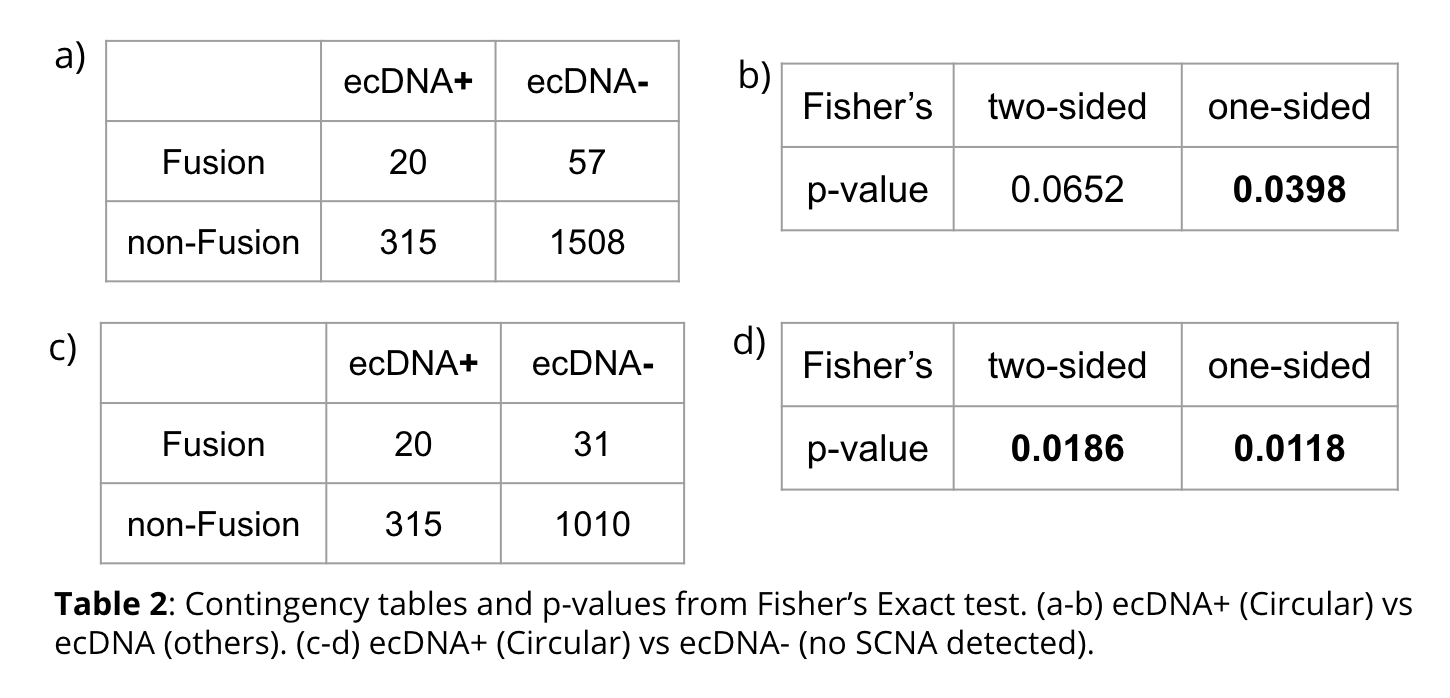 a)
ecDNA+ ecDNA-
Fusion 20 57
non-Fusion 315 1508
b)
Fisher’s two-sided one-sided
p-value 0.0652 0.0398
c)
ecDNA+ ecDNA-
Fusion 20 31
non-Fusion 315 1010
d)
Fisher’s two-sided one-sided
p-value 0.0186 0.0118
Table 2: Contingency tables and p-values from Fisher’s Exact test. (a-b) ecDNA+ (Circular) vs
ecDNA (others). (c-d) ecDNA+ (Circular) vs ecDNA- (no SCNA detected).